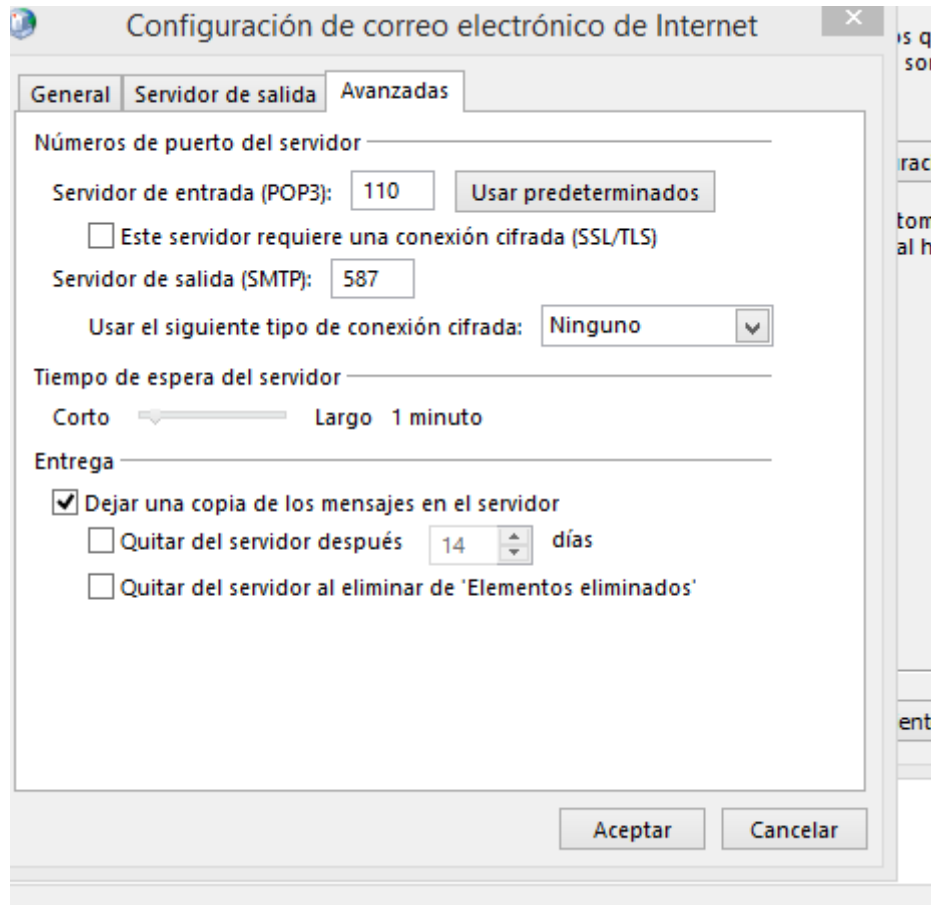 Configuración de correo electrónico de Internet
General Servidor de salida Avanzadas
Números de puerto del servidor
Servidor de entrada (POP3): 110 Usar predeterminados
Este servidor requiere una conexión cifrada (SSL/TLS)
Servidor de salida (SMTP): 587
Usar el siguiente tipo de conexión cifrada: Ninguno
Tiempo de espera del servidor
Corto Largo 1 minuto
Entrega
Dejar una copia de los mensajes en el servidor
Quitar del servidor después 14 días
Quitar del servidor al eliminar de 'Elementos eliminados'
Aceptar Cancelar